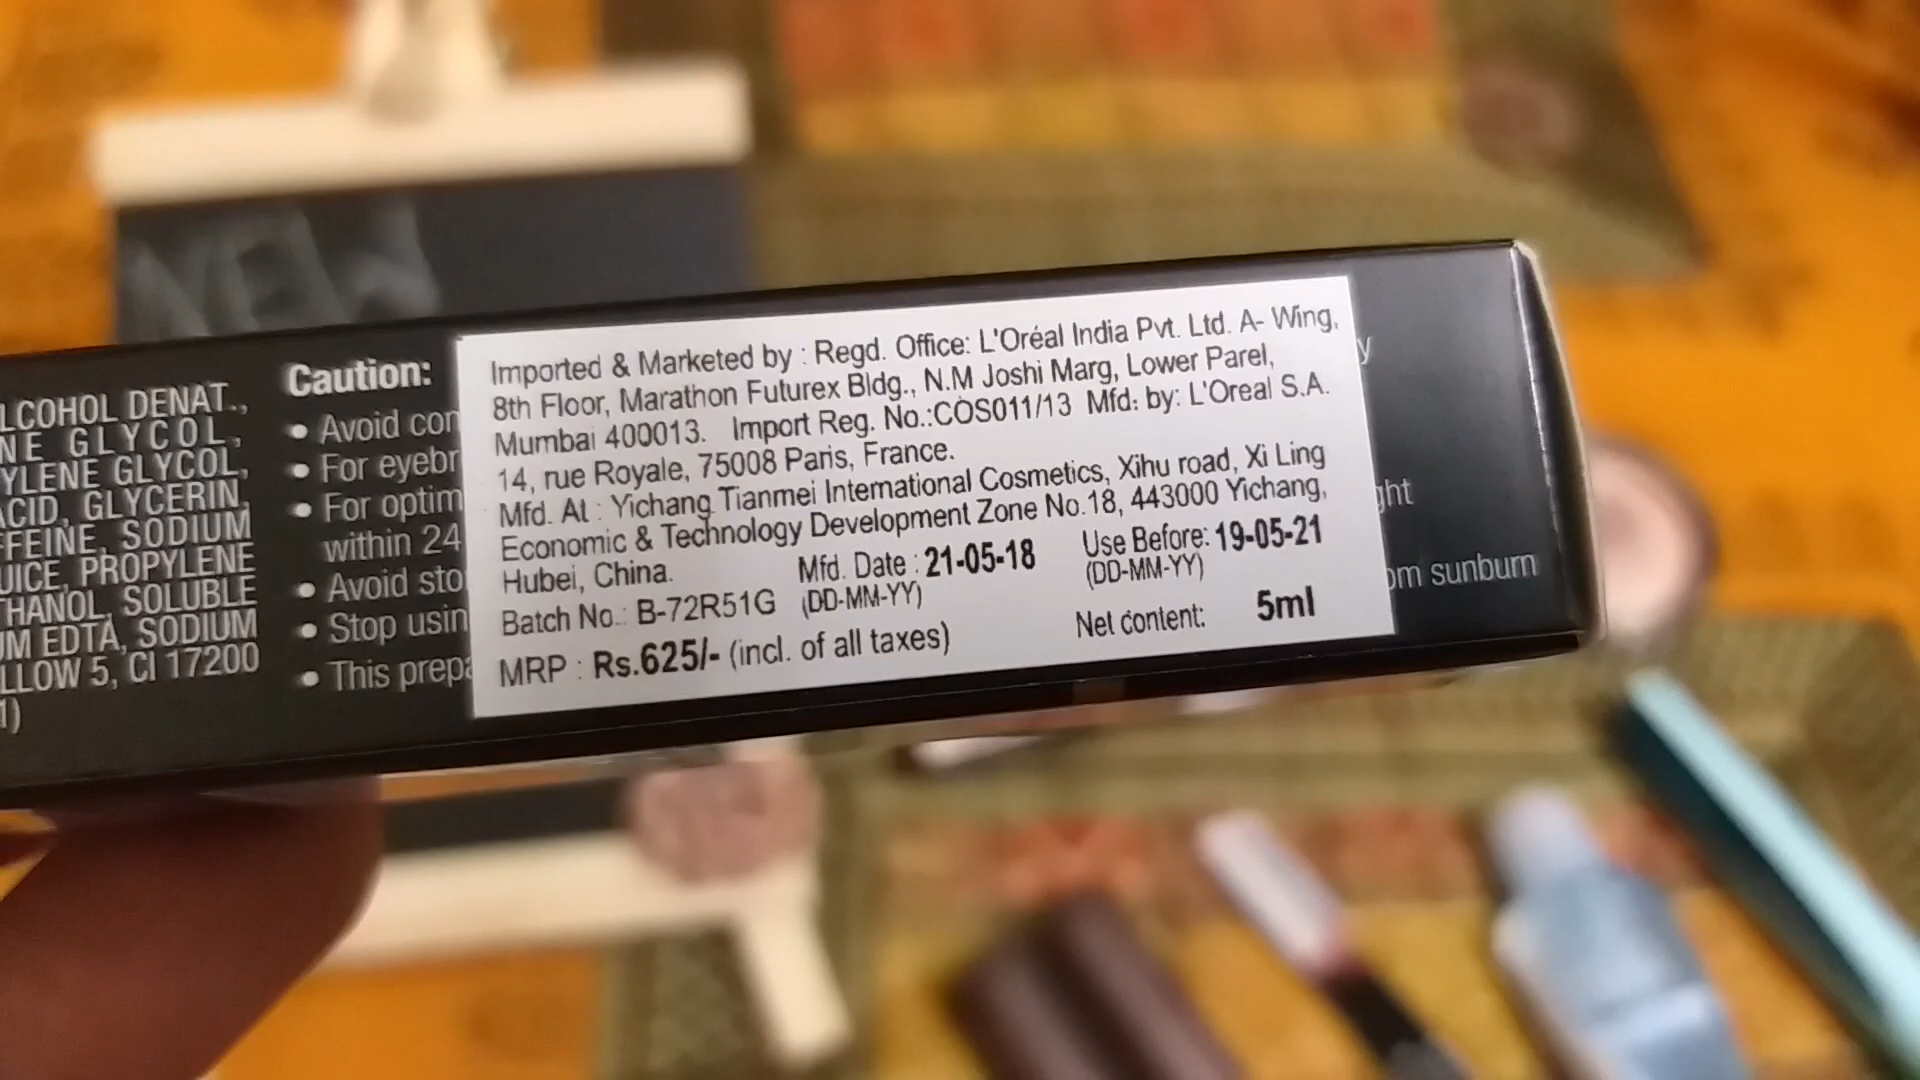 NEW
LCOHOL DENAT.,
NE GLYCOL,
YLENE GLYCOL,
ACID, GLYCERIN,
FFEINE, SODIUM
UICE, PROPYLENE
THANOL, SOLUBLE
UM EDTA, SODIUM
LLOW 5, CI 17200
1)
Caution:
• Avoid con
• For eyebr
• For optim
within 24
• Avoid sto
• Stop usin
• This prepa
Imported & Marketed by : Regd. Office: L'Oréal India Pvt. Ltd. A- Wing,
8th Floor, Marathon Futurex Bldg., N.M Joshi Marg, Lower Parel,
Mumbai 400013. Import Reg. No.:COS011/13 Mfd: by: L'Oreal S.A.
14, rue Royale, 75008 Paris, France.
Mfd. At : Yichang Tianmei International Cosmetics, Xihu road, Xi Ling
Economic & Technology Development Zone No.18, 443000 Yichang,
Hubei, China.
Mfd. Date : 21-05-18 Use Before: 19-05-21
(DD-MM-YY) (DD-MM-YY)
Batch No.: B-72R51G
MRP : Rs.625/- (incl. of all taxes) Net content: 5ml
y
ght
om sunburn